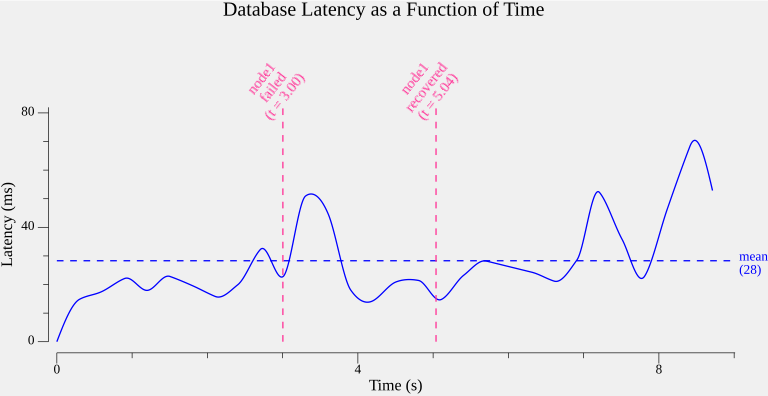 Database Latency as a Function of Time
node1
failed
(t = 3.00)
node1
recovered
(t = 5.04)
80
40
0
Latency (ms)
mean
(28)
0
4
8
Time (s)